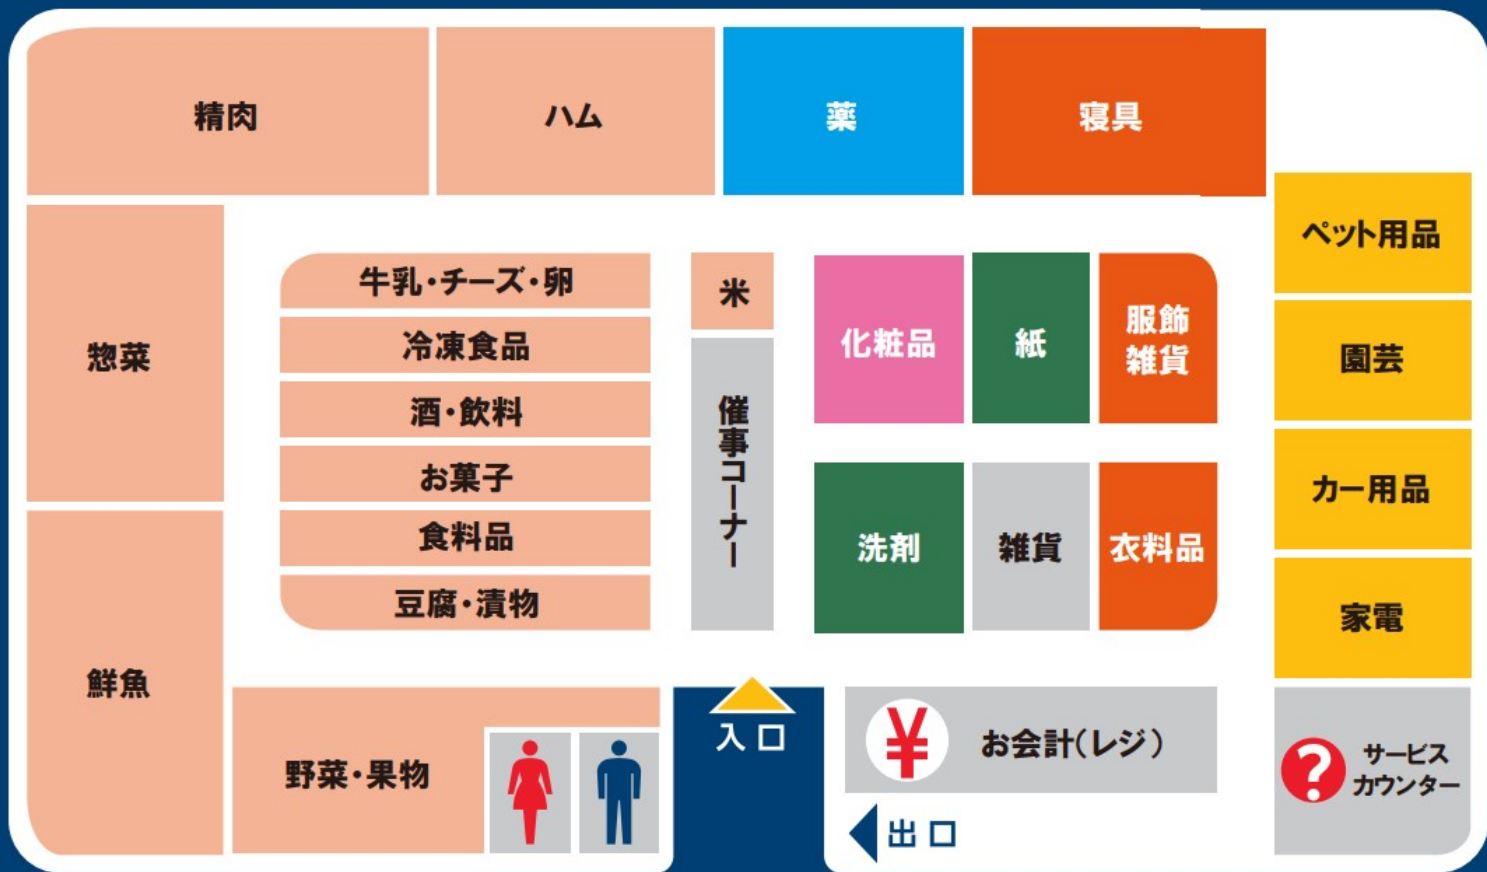 精肉
ハム
薬
寝具
ペット用品
園芸
カー用品
家電
惣菜
鮮魚
牛乳・チーズ・卵
冷凍食品
酒・飲料
お菓子
食料品
豆腐・漬物
米
催事コーナー
化粧品
紙
服飾
雑貨
洗剤
雑貨
衣料品
野菜・果物
入口
¥
お会計(レジ)
出口
?
サービス
カウンター